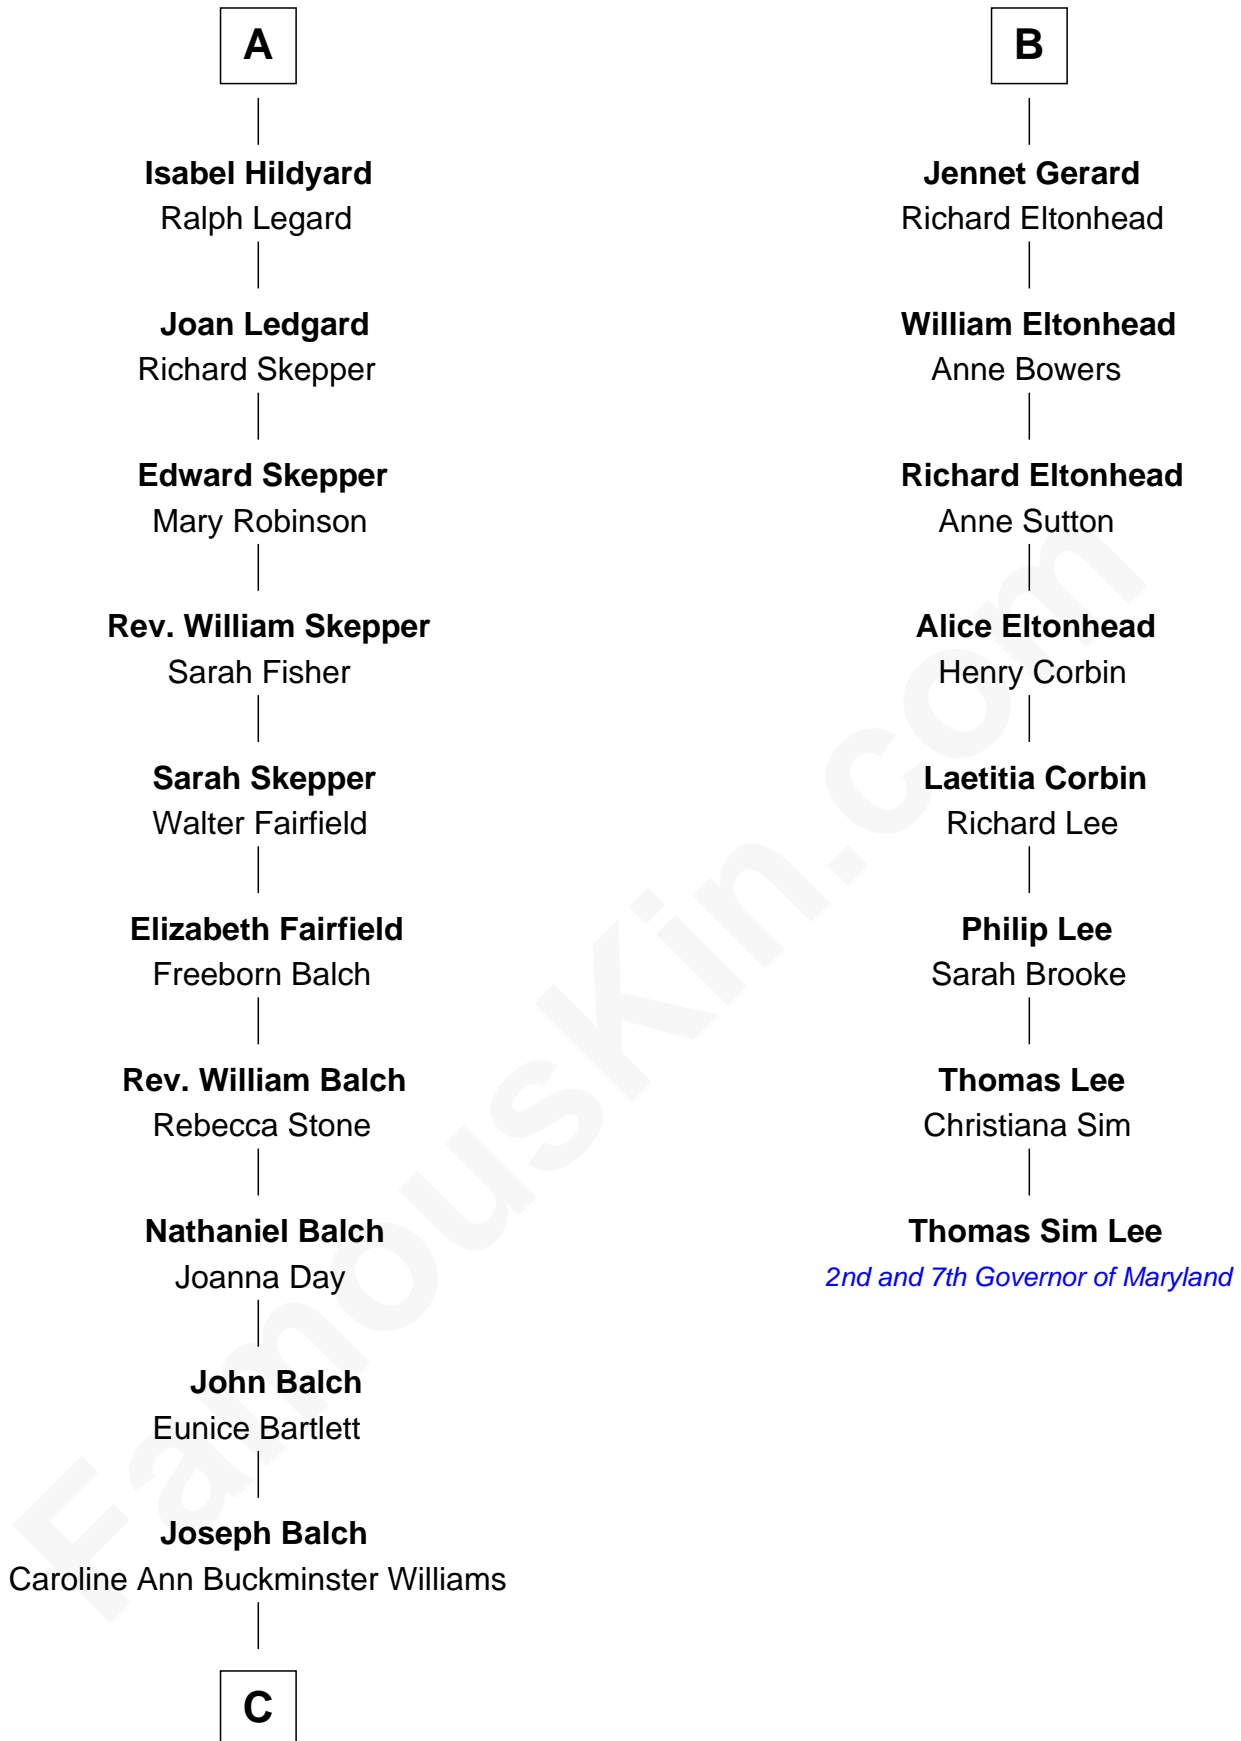 A
Isabel Hildyard
Ralph Legard
Joan Ledgard
Richard Skepper
Edward Skepper
Mary Robinson
Rev. William Skepper
Sarah Fisher
Sarah Skepper
Walter Fairfield
Elizabeth Fairfield
Freeborn Balch
Rev. William Balch
Rebecca Stone
Nathaniel Balch
Joanna Day
John Balch
Eunice Bartlett
Joseph Balch
Caroline Ann Buckminster Williams
C
B
Jennet Gerard
Richard Eltonhead
William Eltonhead
Anne Bowers
Richard Eltonhead
Anne Sutton
Alice Eltonhead
Henry Corbin
Laetitia Corbin
Richard Lee
Philip Lee
Sarah Brooke
Thomas Lee
Christiana Sim
Thomas Sim Lee
2nd and 7th Governor of Maryland
FamousKin.com